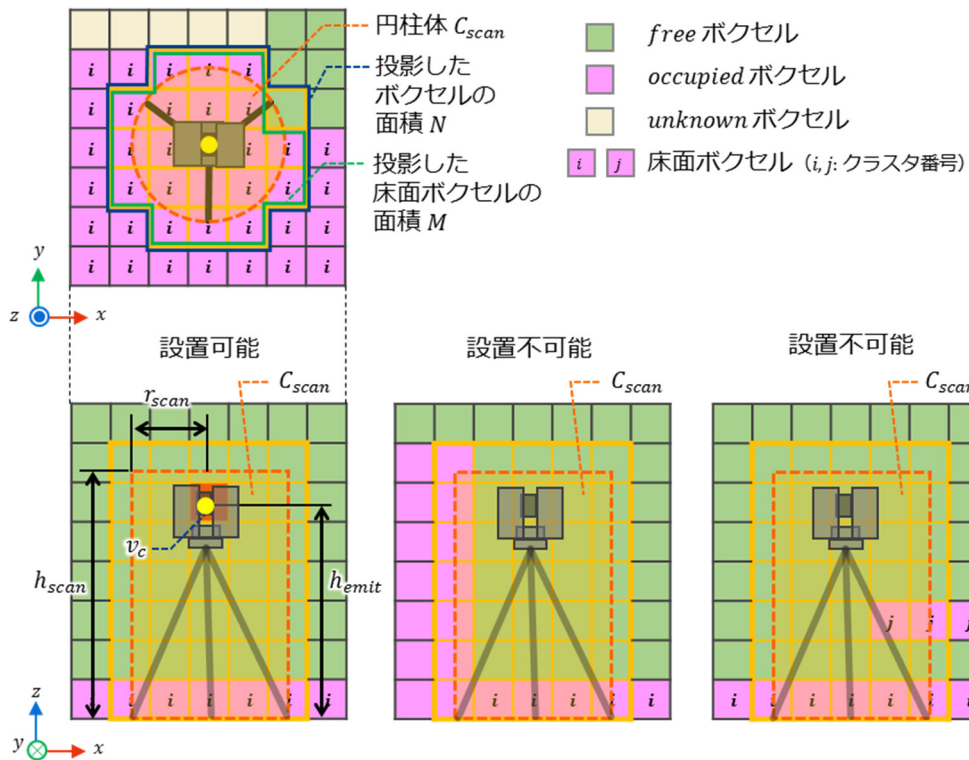 円柱体 C_scan
投影した
ボクセルの
面積 N
投影した
床面ボクセルの
面積 M
free ボクセル
occupied ボクセル
unknown ボクセル
i j 床面ボクセル (i, j: クラスタ番号)
i i i i i
i i i i i
i i i i i i
i i i i i i i
i i i i i i i
i i i i i i i
y
z x
設置可能
設置不可能
設置不可能
r_scan
C_scan
C_scan
C_scan
v_c
h_scan
h_emit
j j j
i i i i i i i
i i i i i i i
i i i i i i i
z
y x